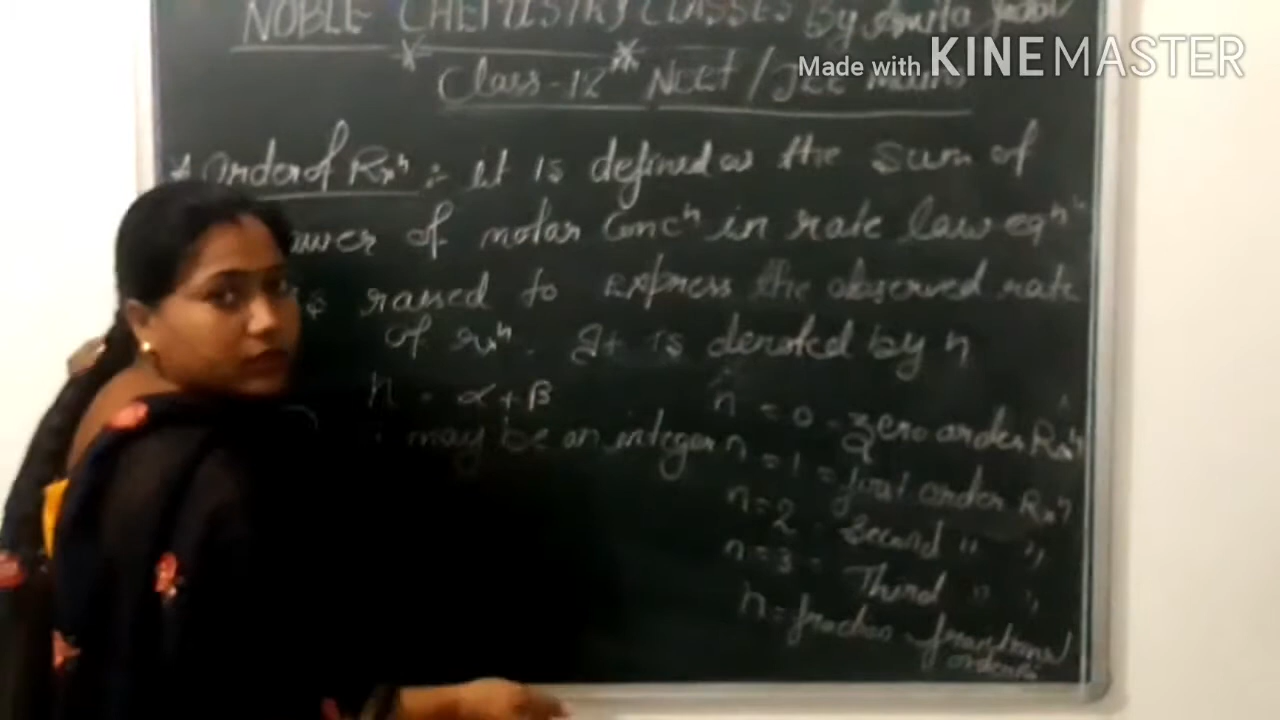 NOBLE CHEMISTRY CLASSES By Anita
Made with KINEMASTER
Class-12 NEET / JEE mains
* Order of Rxⁿ :- it is defined as the sum of
power of molar Concⁿ in rate law eqⁿ
raised to express the observed rate
of rxⁿ. It is denoted by n
n = α + β
may be an integer
n = 0 - zero order Rxⁿ
n = 1 = first order Rxⁿ
n = 2 - Second " "
n = 3 - Third " "
n = fraction - fractional
order